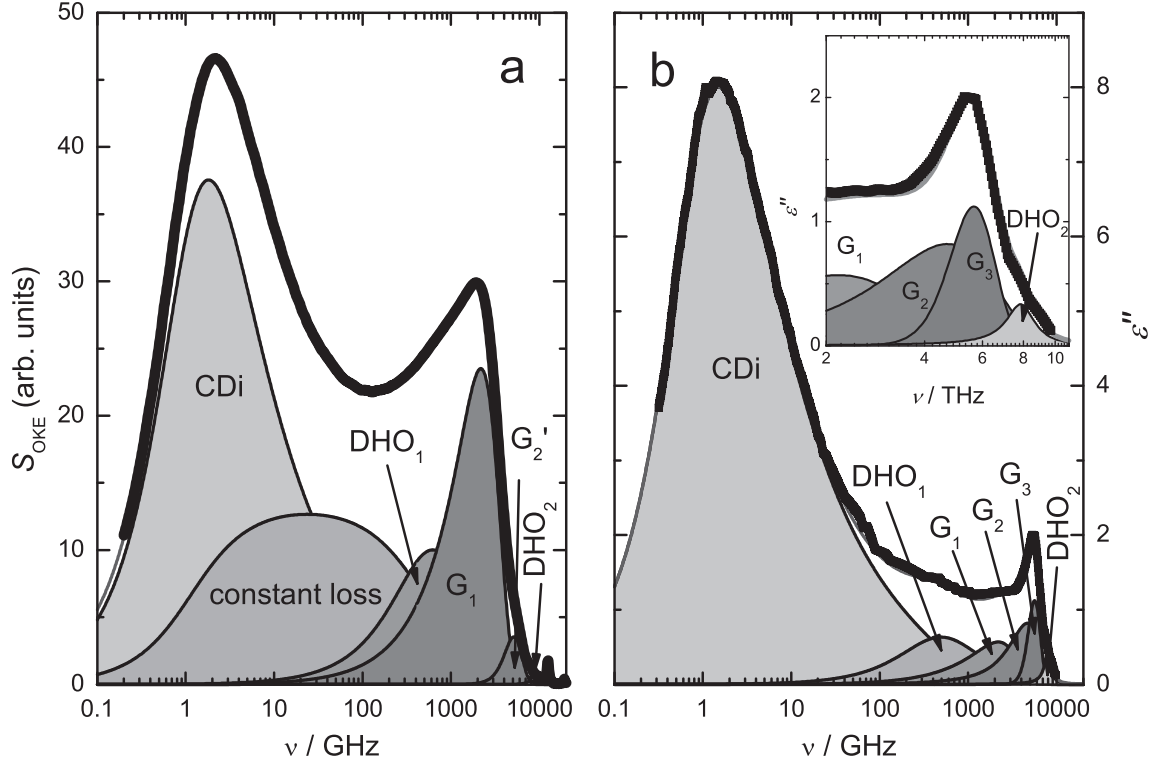 a
50
40
30
20
10
0
S_OKE (arb. units)
CDi
constant loss
DHO₁
G₁
G₂'
DHO₂
0.1 1 10 100 1000 10000
ν / GHz
b
8
6
4
2
0
ε''
CDi
DHO₁
G₁
G₂
G₃
DHO₂
0.1 1 10 100 1000 10000
ν / GHz
2
1
0
ε''
G₁
G₂
G₃
DHO₂
2 4 6 8 10
ν / THz